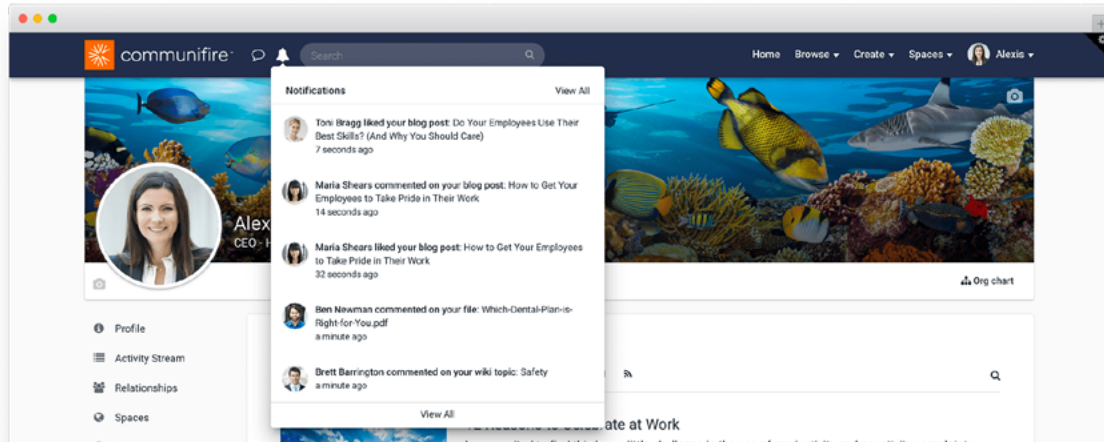 communifire
Search
Home Browse Create Spaces Alexis
Notifications View All
Toni Bragg liked your blog post: Do Your Employees Use Their
Best Skills? (And Why You Should Care)
7 seconds ago
Maria Shears commented on your blog post: How to Get Your
Employees to Take Pride in Their Work
14 seconds ago
Maria Shears liked your blog post: How to Get Your Employees
to Take Pride in Their Work
32 seconds ago
Ben Newman commented on your file: Which-Dental-Plan-is-
Right-for-You.pdf
a minute ago
Brett Barrington commented on your wiki topic: Safety
a minute ago
View All
Alex
CEO - H
Org chart
Profile
Activity Stream
Relationships
Spaces
ate at Work